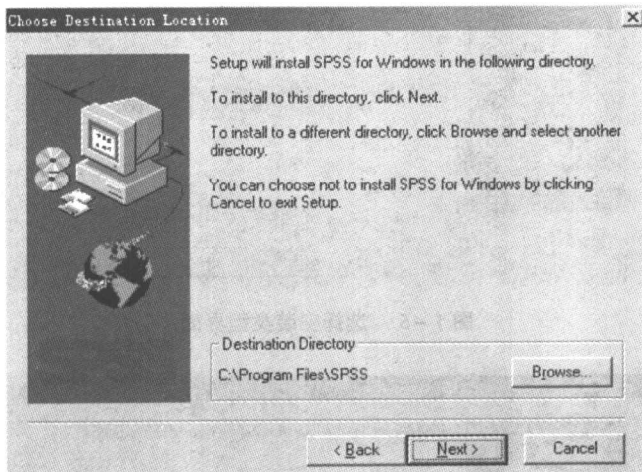 Choose Destination Location
Setup will install SPSS for Windows in the following directory.
To install to this directory, click Next.
To install to a different directory, click Browse and select another
directory.
You can choose not to install SPSS for Windows by clicking
Cancel to exit Setup.
Destination Directory
C:\Program Files\SPSS
Browse...
< Back
Next >
Cancel